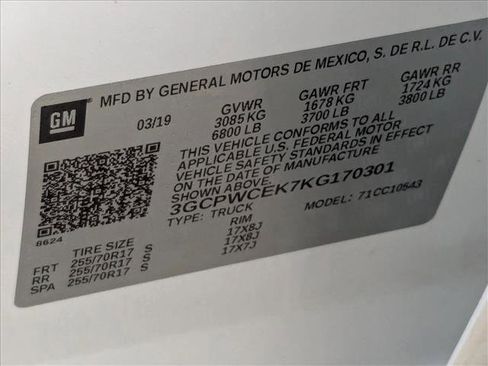 GM
MFD BY GENERAL MOTORS DE MEXICO, S. DE R.L. DE C.V.
03/19 GVWR GAWR FRT GAWR RR
3085 KG 1678 KG 1724 KG
6800 LB 3700 LB 3800 LB
THIS VEHICLE CONFORMS TO ALL
APPLICABLE U.S. FEDERAL MOTOR
VEHICLE SAFETY STANDARDS IN EFFECT
ON THE DATE OF MANUFACTURE
SHOWN ABOVE.
3GCPWCEK7KG170301
TYPE: TRUCK MODEL: 71CC10543
8624
TIRE SIZE RIM
FRT 255/70R17 S 17X8J
RR 255/70R17 S 17X8J
SPA 255/70R17 S 17X7J